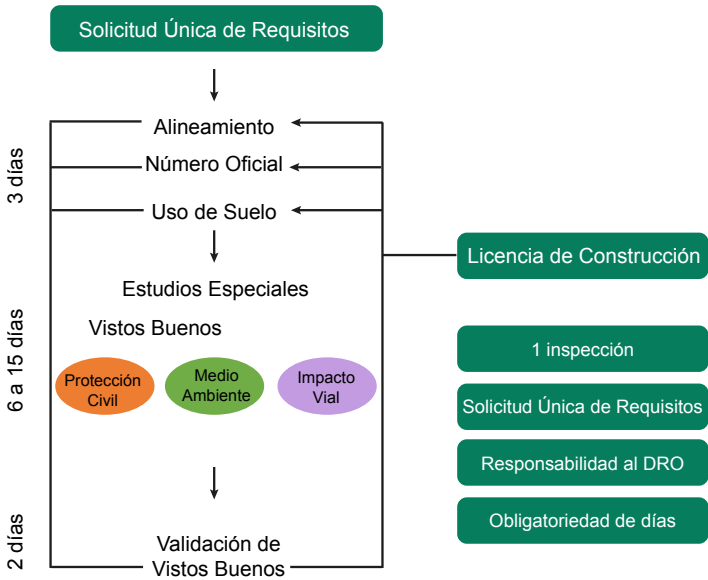 Solicitud Única de Requisitos
3 días
Alineamiento
Número Oficial
Uso de Suelo
Licencia de Construcción
6 a 15 días
Estudios Especiales
Vistos Buenos
Protección
Civil
Medio
Ambiente
Impacto
Vial
2 días
Validación de
Vistos Buenos
1 inspección
Solicitud Única de Requisitos
Responsabilidad al DRO
Obligatoriedad de días